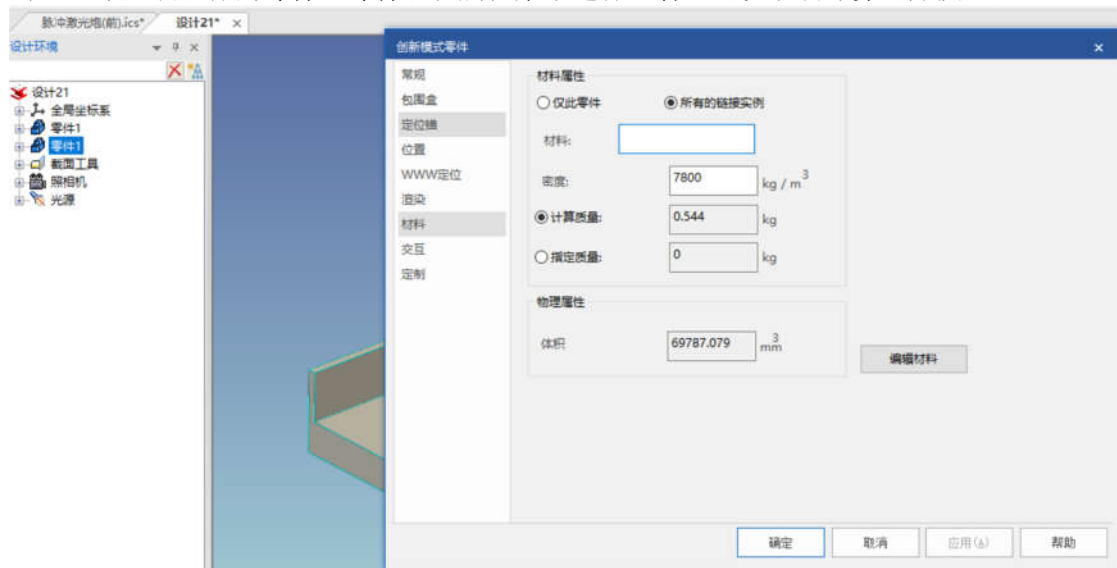 脉冲激光熔(前).ics*
设计21* ×
设计环境
设计21
全局坐标系
零件1
零件1
截面工具
照相机
光源
创新模式零件
常规
包围盒
定位锚
位置
WWW定位
渲染
材料
交互
定制
材料属性
仅此零件
所有的链接实例
材料:
密度: 7800 kg / m3
计算质量: 0.544 kg
指定质量: 0 kg
物理属性
体积 69787.079 mm3
编辑材料
确定 取消 应用(A) 帮助